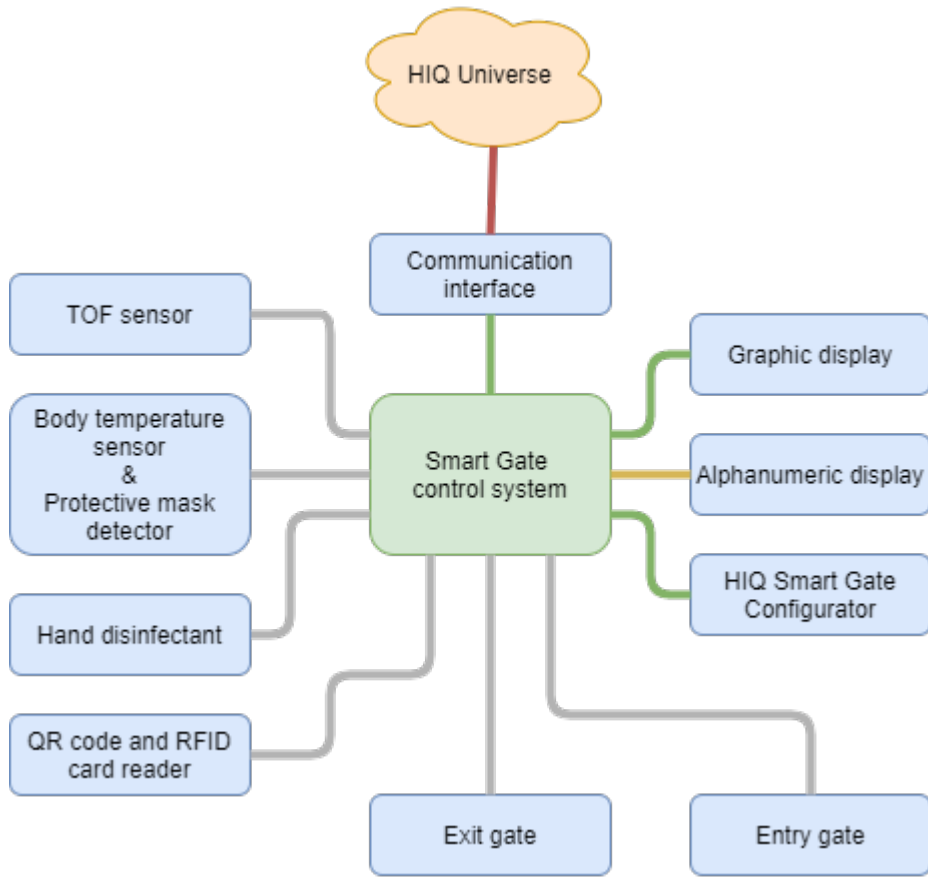 HIQ Universe
Communication
interface
TOF sensor
Graphic display
Body temperature
sensor
&
Protective mask
detector
Smart Gate
control system
Alphanumeric display
HIQ Smart Gate
Configurator
Hand disinfectant
QR code and RFID
card reader
Exit gate
Entry gate